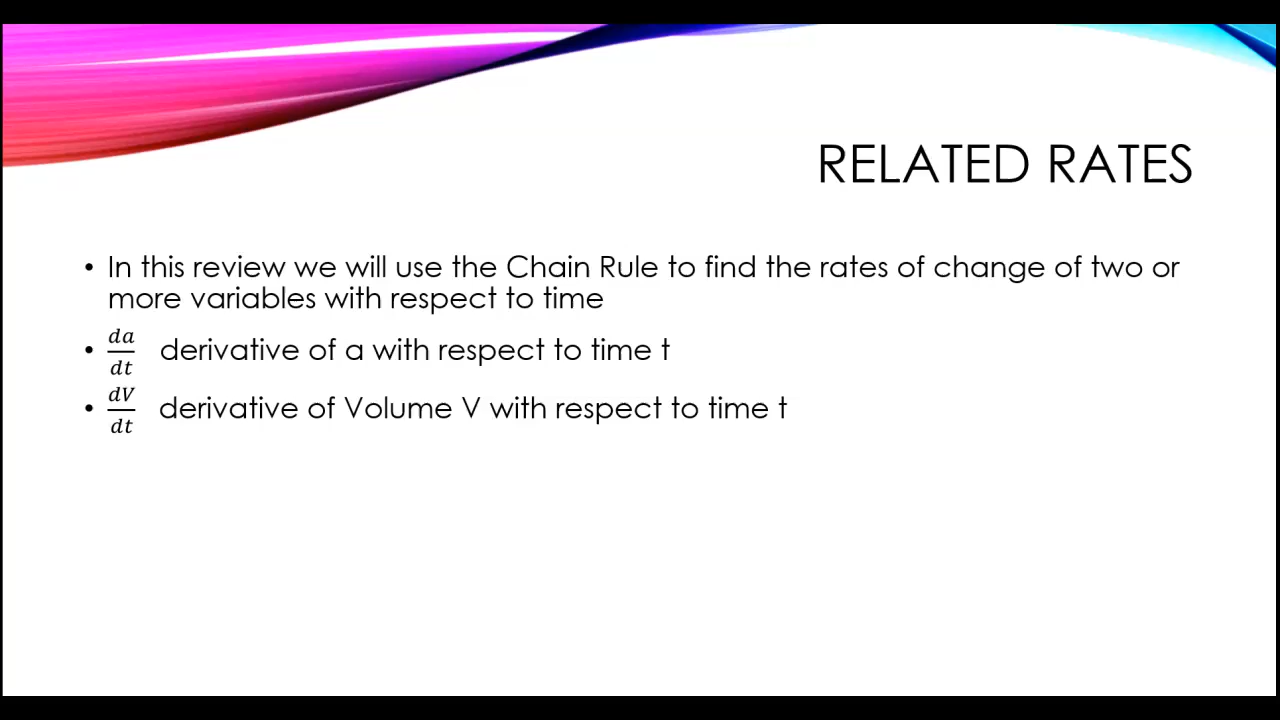 RELATED RATES
• In this review we will use the Chain Rule to find the rates of change of two or
more variables with respect to time
• da/dt derivative of a with respect to time t
• dV/dt derivative of Volume V with respect to time t